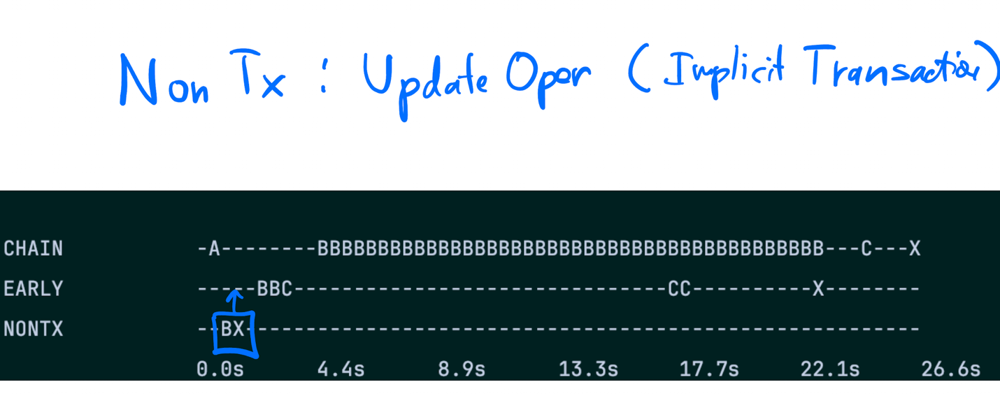 Non Tx : Update Oper (Implicit Transaction)
CHAIN -A--------BBBBBBBBBBBBBBBBBBBBBBBBBBBBBBBBBBBBBBBBBB---C---X
EARLY -----BBC-------------------------------CC----------X--------
NONTX --BX--------------------------------------------------------
0.0s 4.4s 8.9s 13.3s 17.7s 22.1s 26.6s